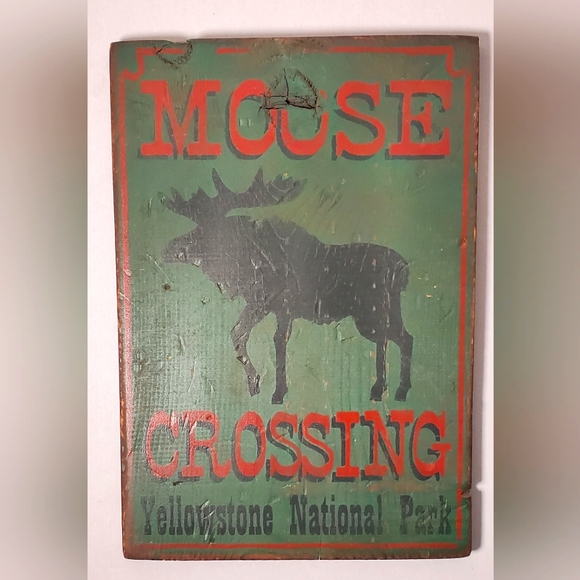 MOOSE
CROSSING
Yellowstone National Park